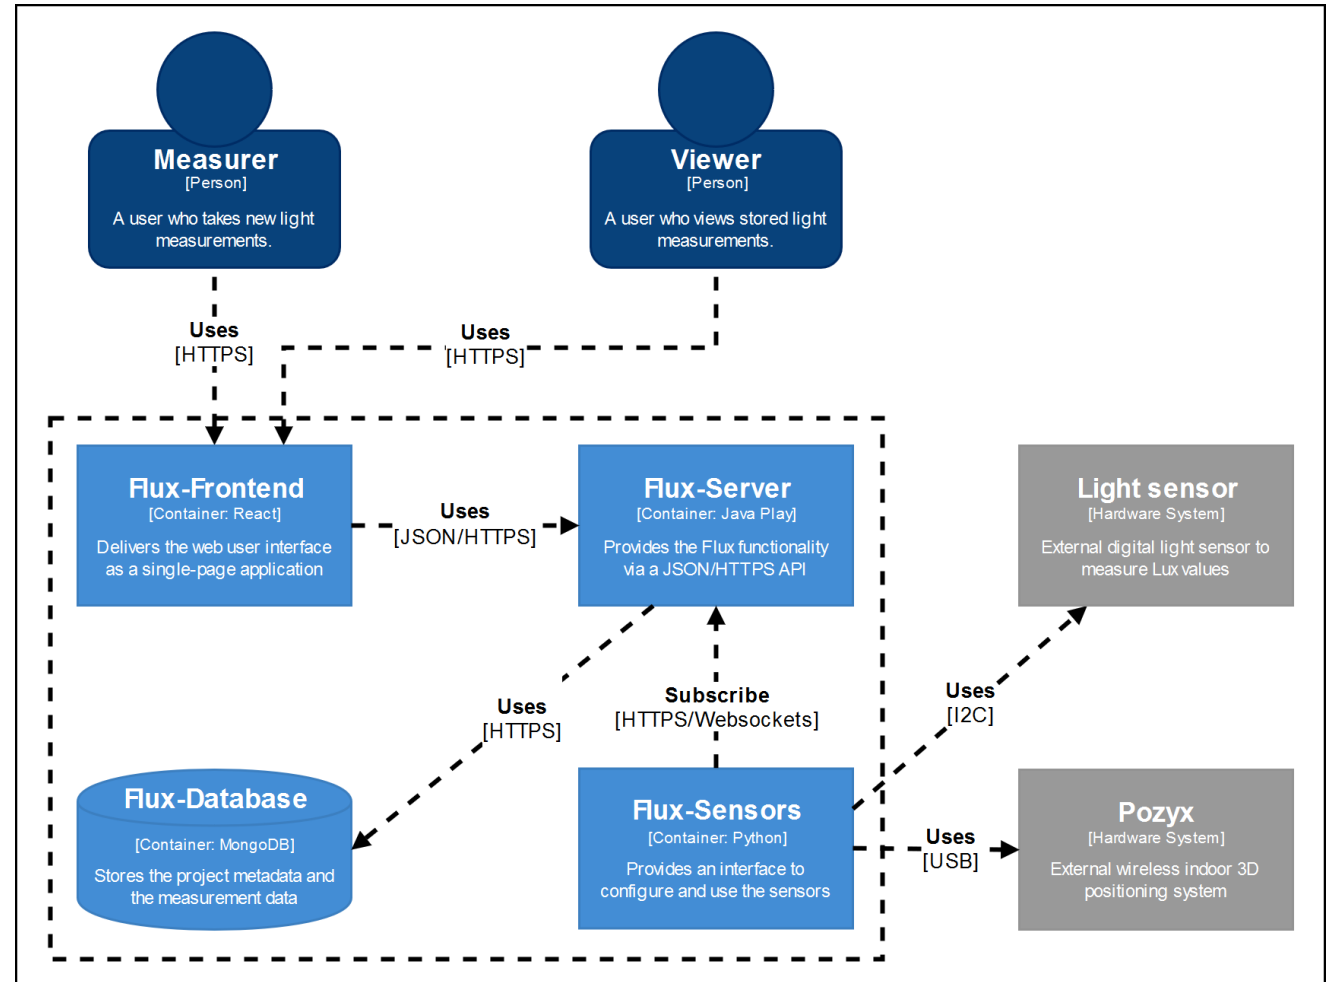 Measurer
[Person]
A user who takes new light
measurements.
Viewer
[Person]
A user who views stored light
measurements.
Uses
[HTTPS]
Uses
[HTTPS]
Flux-Frontend
[Container: React]
Delivers the web user interface
as a single-page application
Uses
[JSON/HTTPS]
Flux-Server
[Container: Java Play]
Provides the Flux functionality
via a JSON/HTTPS API
Light sensor
[Hardware System]
External digital light sensor to
measure Lux values
Uses
[HTTPS]
Subscribe
[HTTPS/Websockets]
Uses
[I2C]
Flux-Database
[Container: MongoDB]
Stores the project metadata and
the measurement data
Flux-Sensors
[Container: Python]
Provides an interface to
configure and use the sensors
Uses
[USB]
Pozyx
[Hardware System]
External wireless indoor 3D
positioning system